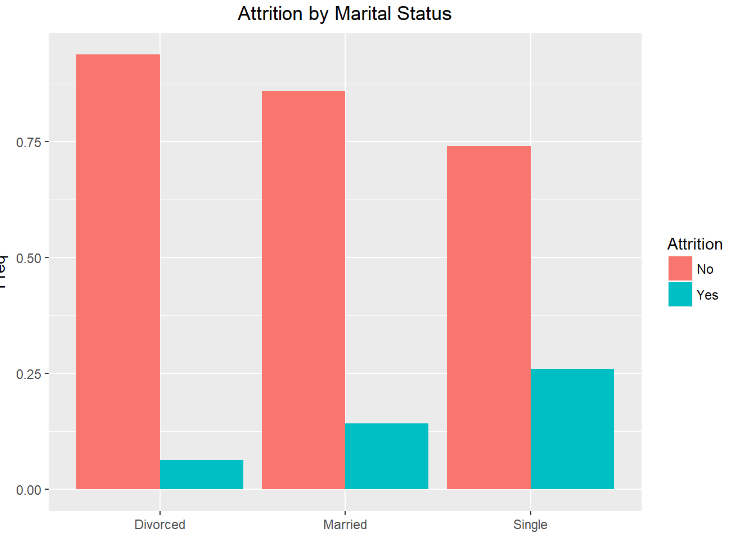 Attrition by Marital Status
0.75
0.50
0.25
0.00
Divorced
Married
Single
Attrition
No
Yes